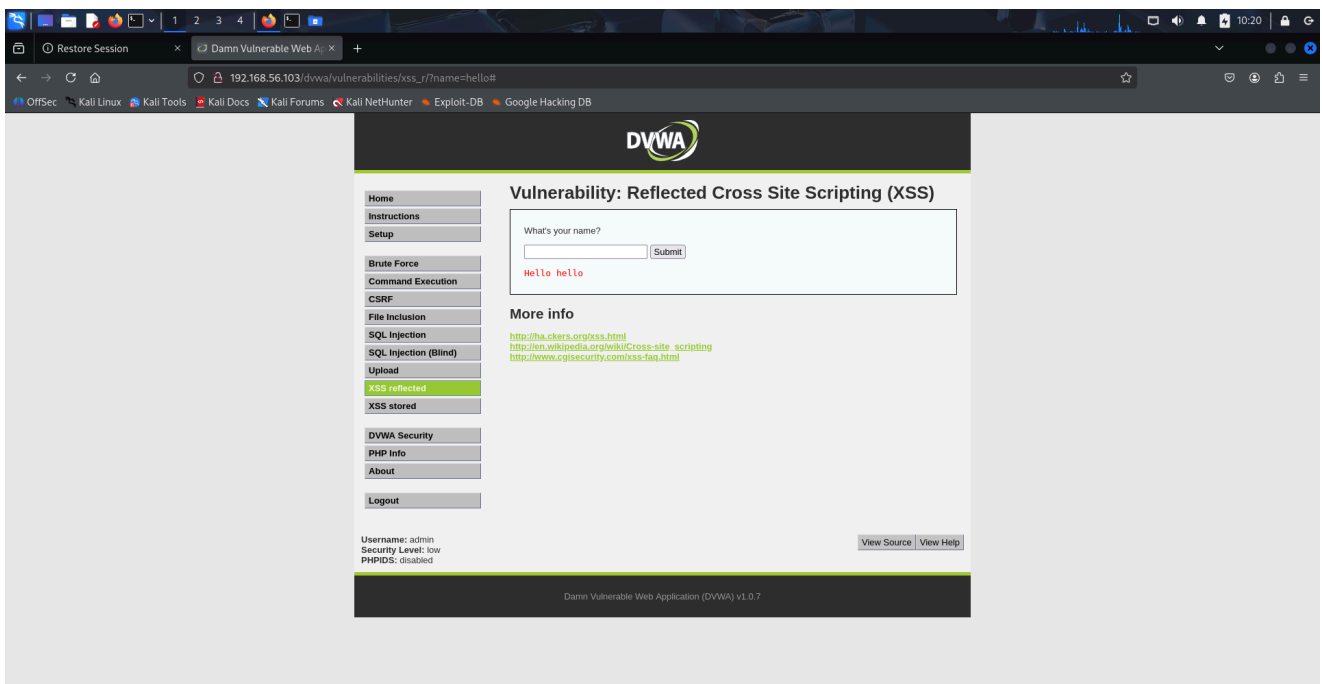 1 2 3 4 10:20
Restore Session Damn Vulnerable Web Ap
192.168.56.103/dvwa/vulnerabilities/xss_r/?name=hello#
OffSec Kali Linux Kali Tools Kali Docs Kali Forums Kali NetHunter Exploit-DB Google Hacking DB
DVWA
Home
Instructions
Setup
Brute Force
Command Execution
CSRF
File Inclusion
SQL Injection
SQL Injection (Blind)
Upload
XSS reflected
XSS stored
DVWA Security
PHP Info
About
Logout
Vulnerability: Reflected Cross Site Scripting (XSS)
What's your name?
Submit
Hello hello
More info
http://ha.ckers.org/xss.html
http://en.wikipedia.org/wiki/Cross-site_scripting
http://www.cgisecurity.com/xss-faq.html
Username: admin
Security Level: low
PHPIDS: disabled
View Source View Help
Damn Vulnerable Web Application (DVWA) v1.0.7